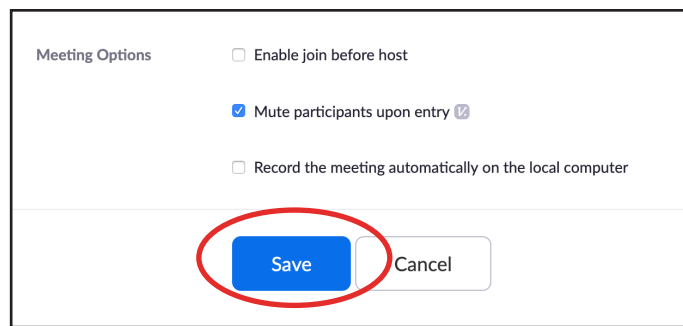 Meeting Options
Enable join before host
Mute participants upon entry
Record the meeting automatically on the local computer
Save
Cancel